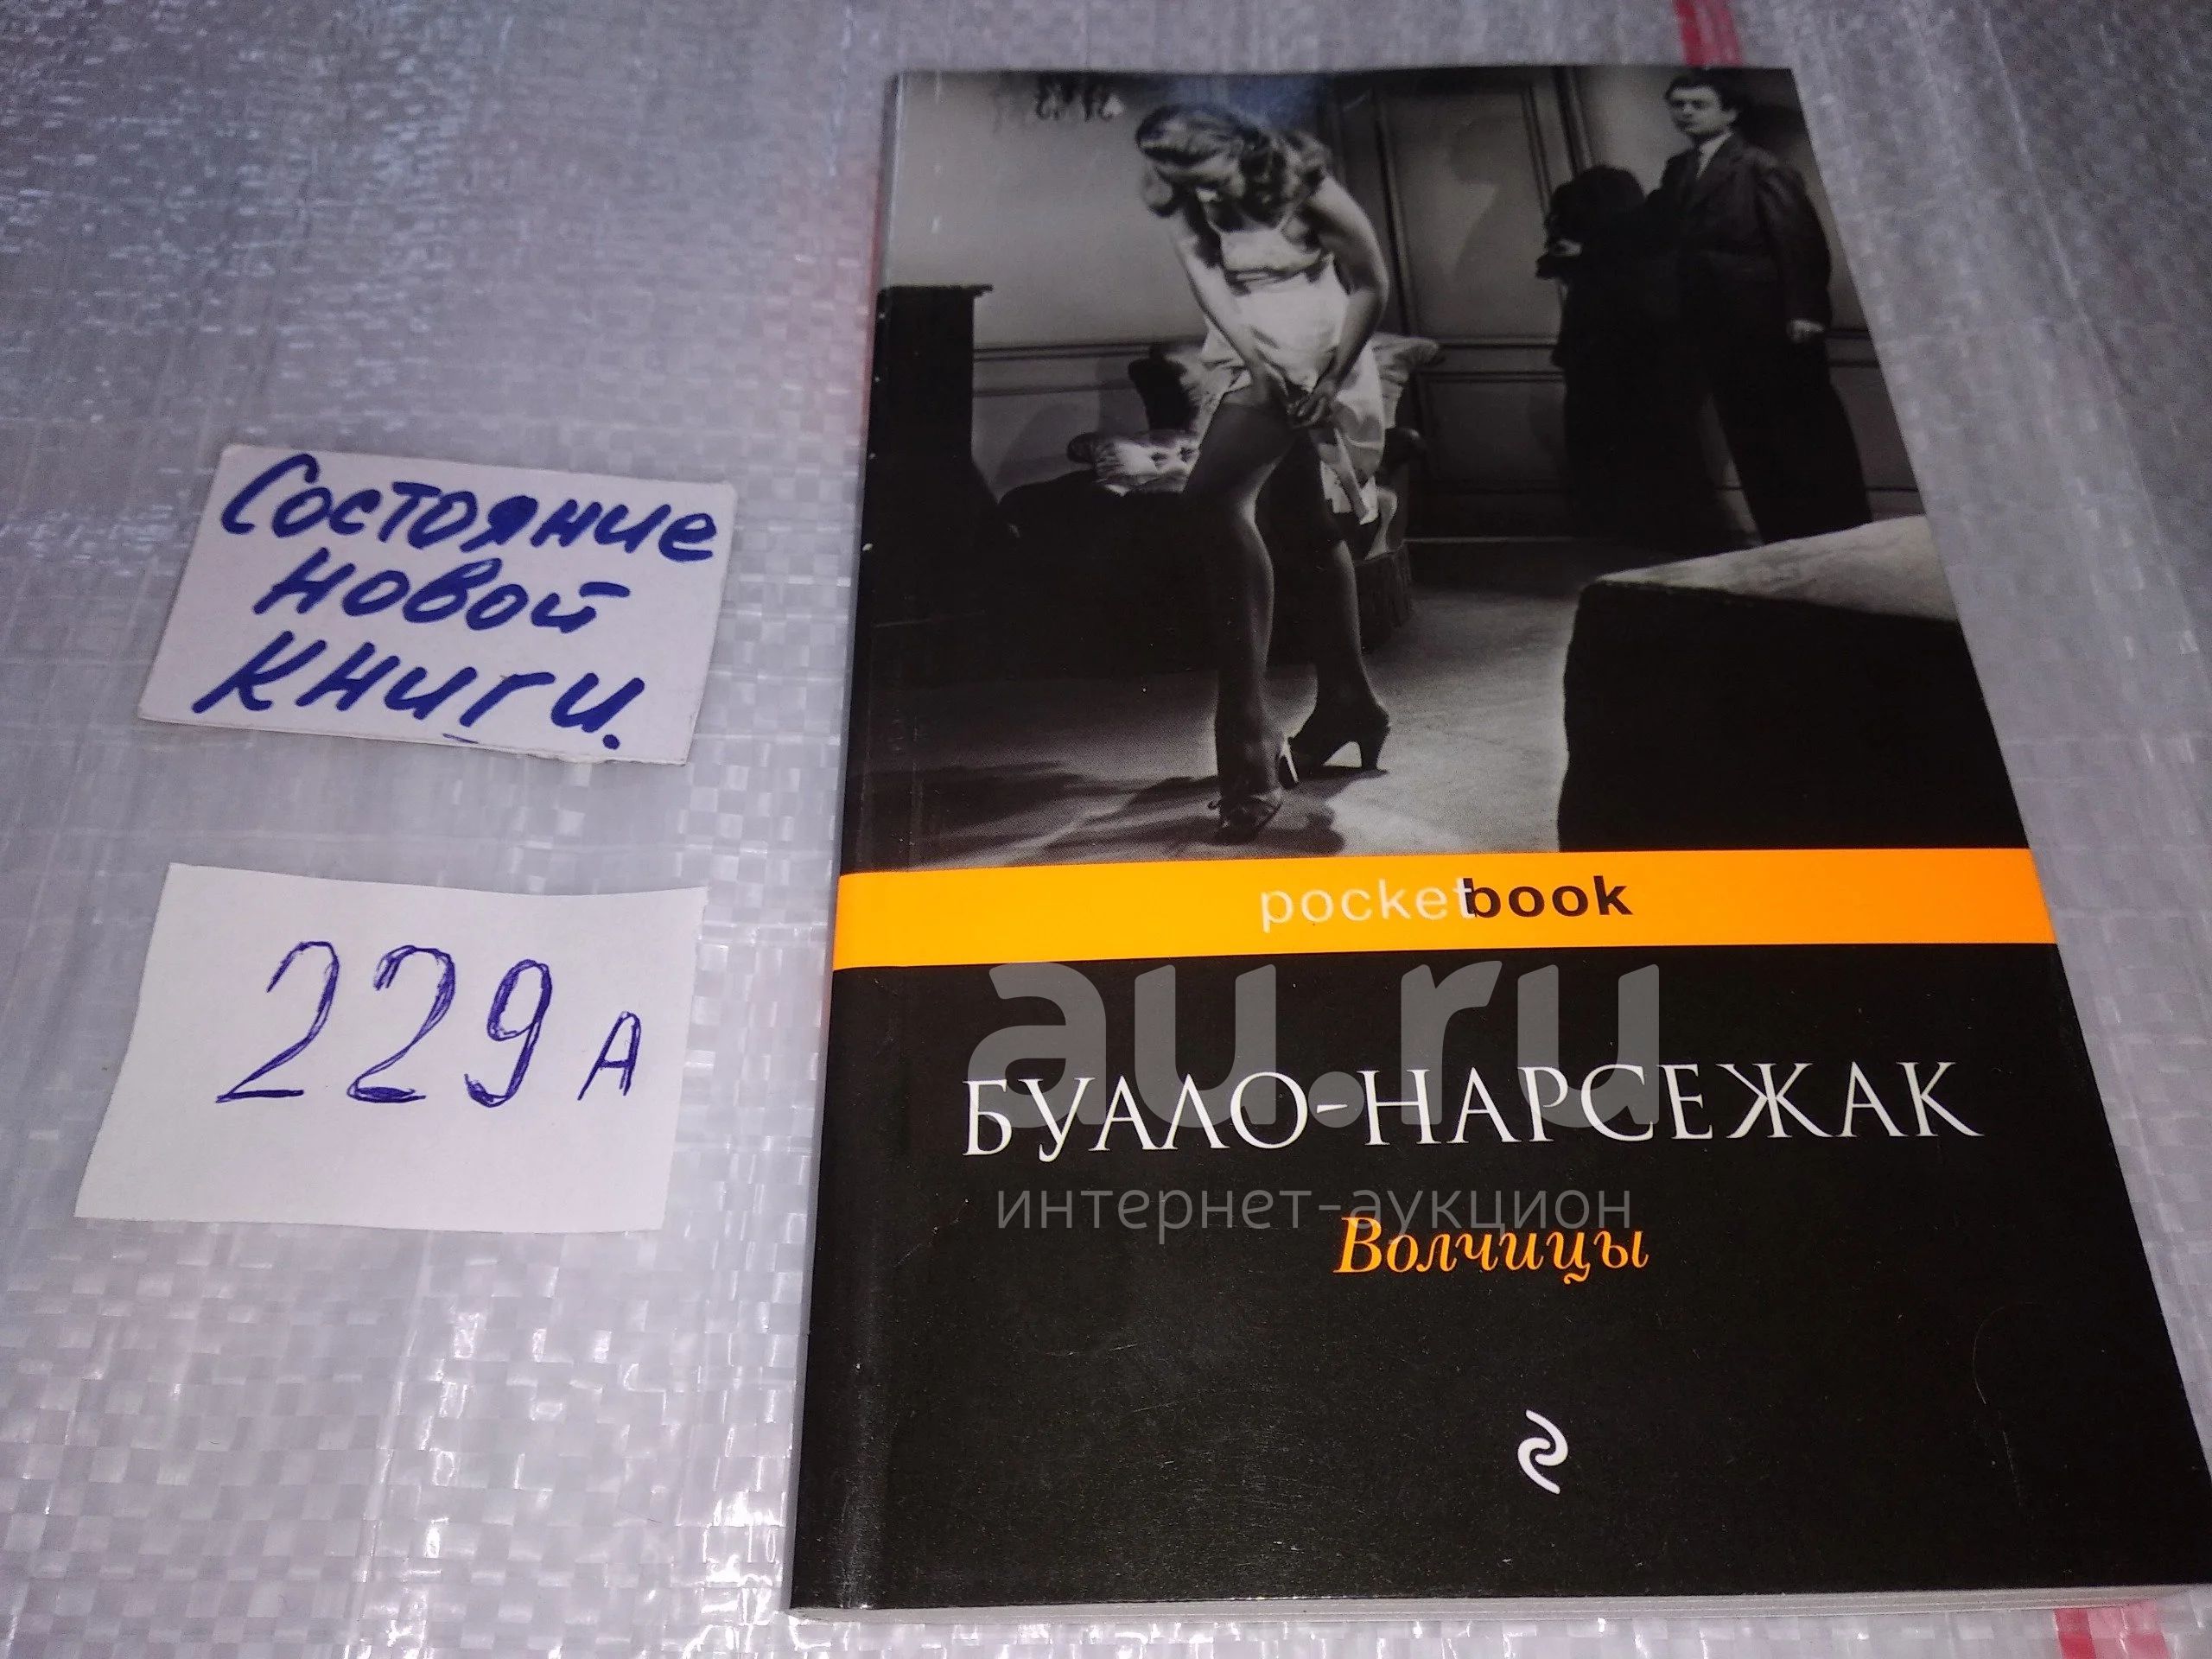 Состояние
новой
книги.
229 А
pocketbook
au.ru
БУАЛО-НАРСЕЖАК
интернет-аукцион
Волчицы